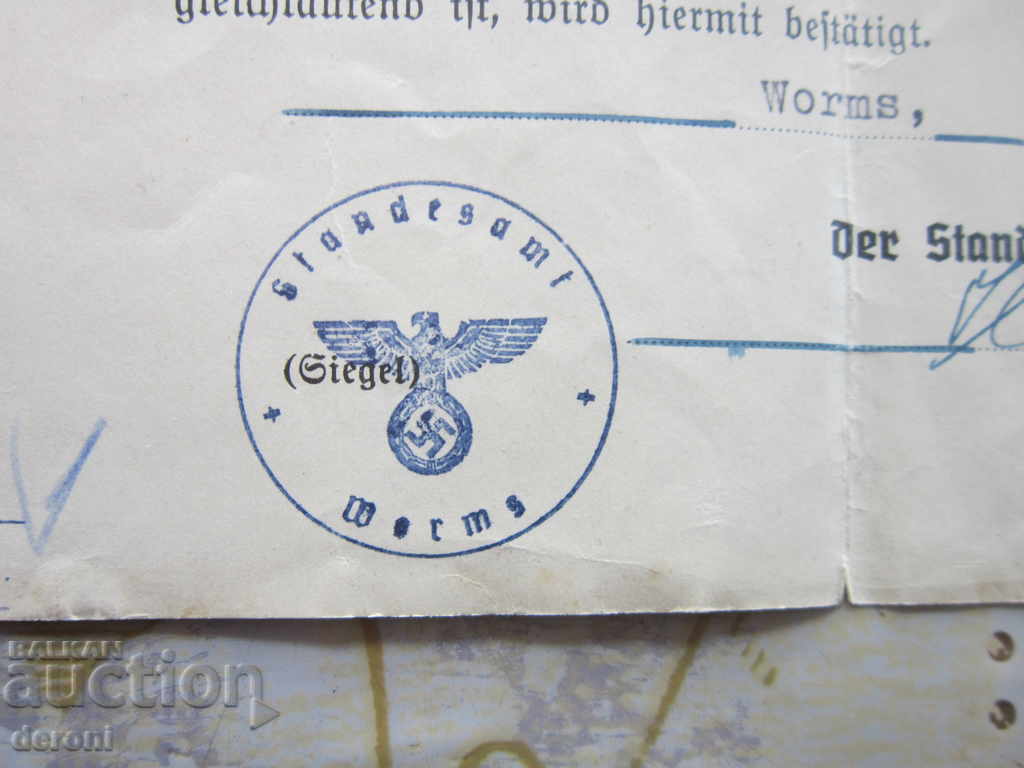 gleichlautend ist, wird hiermit bestätigt.
Worms,
Standesamt
Der Stand
(Siegel)
Worms
BALKAN
auction
deroni